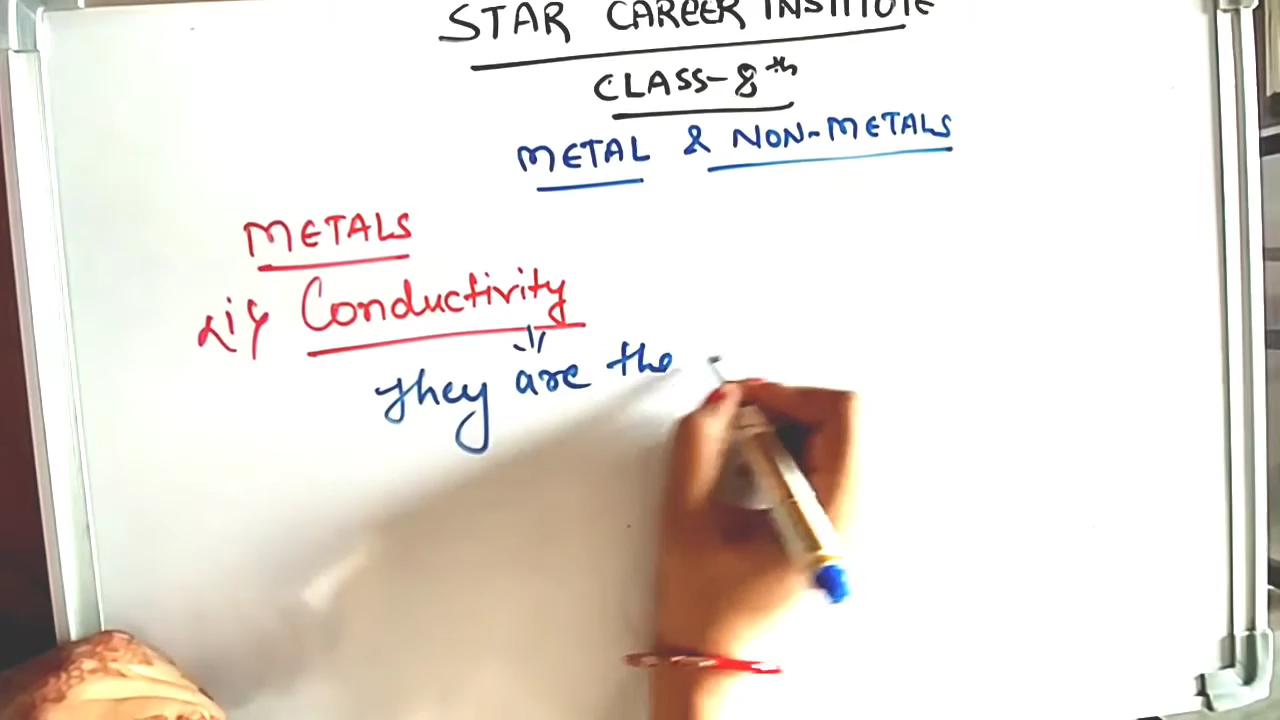 STAR CAREER INSTITUTE
CLASS-8th
METAL & NON-METALS
METALS
Conductivity
They are the